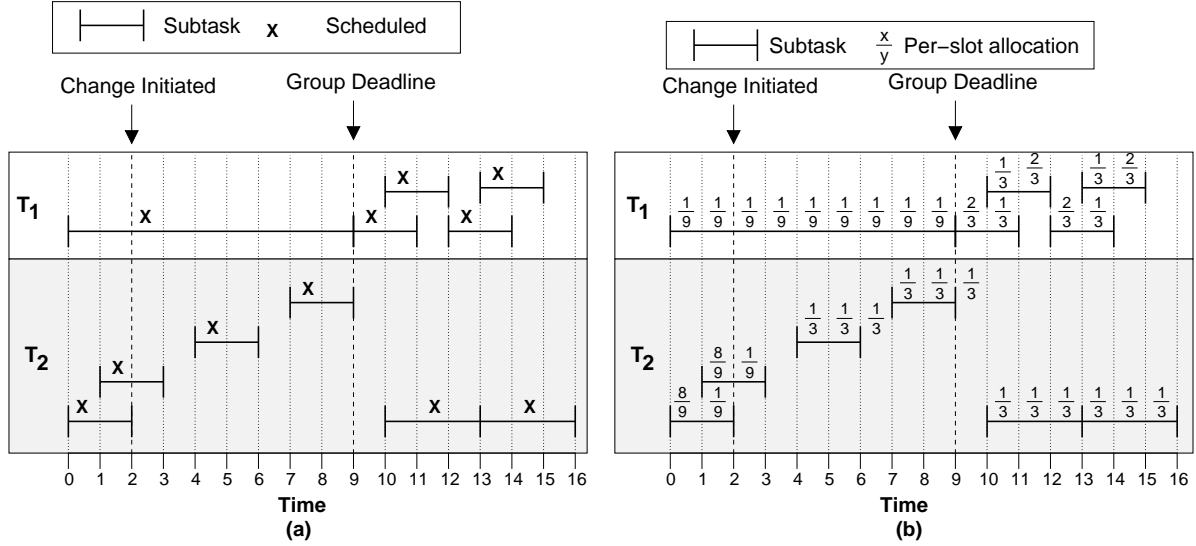 Subtask X Scheduled
Change Initiated
Group Deadline
T1
X X X X X
T2
X X X X X X
0 1 2 3 4 5 6 7 8 9 10 11 12 13 14 15 16
Time
(a)
Subtask x/y Per-slot allocation
Change Initiated
Group Deadline
T1
1/3 2/3 1/3 2/3
1/9 1/9 1/9 1/9 1/9 1/9 1/9 1/9 1/9 2/3 1/3 2/3 1/3
T2
1/3 1/3 1/3
1/3 1/3 1/3
8/9 1/9
8/9 1/9
1/3 1/3 1/3 1/3 1/3 1/3
0 1 2 3 4 5 6 7 8 9 10 11 12 13 14 15 16
Time
(b)